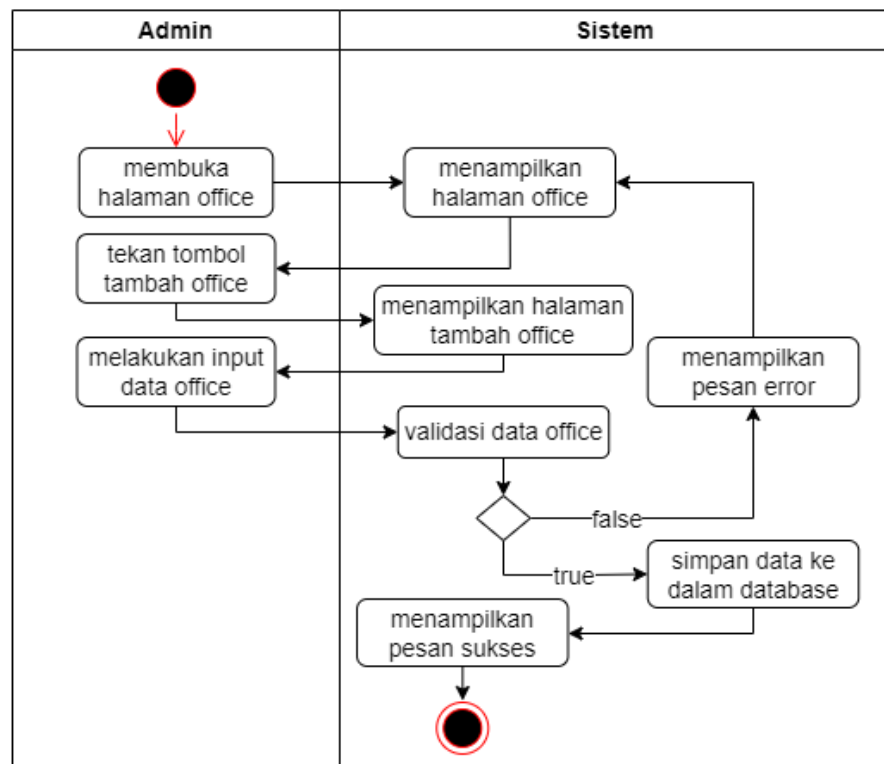 Admin
Sistem
membuka
halaman office
menampilkan
halaman office
tekan tombol
tambah office
menampilkan halaman
tambah office
melakukan input
data office
menampilkan
pesan error
validasi data office
false
true
simpan data ke
dalam database
menampilkan
pesan sukses